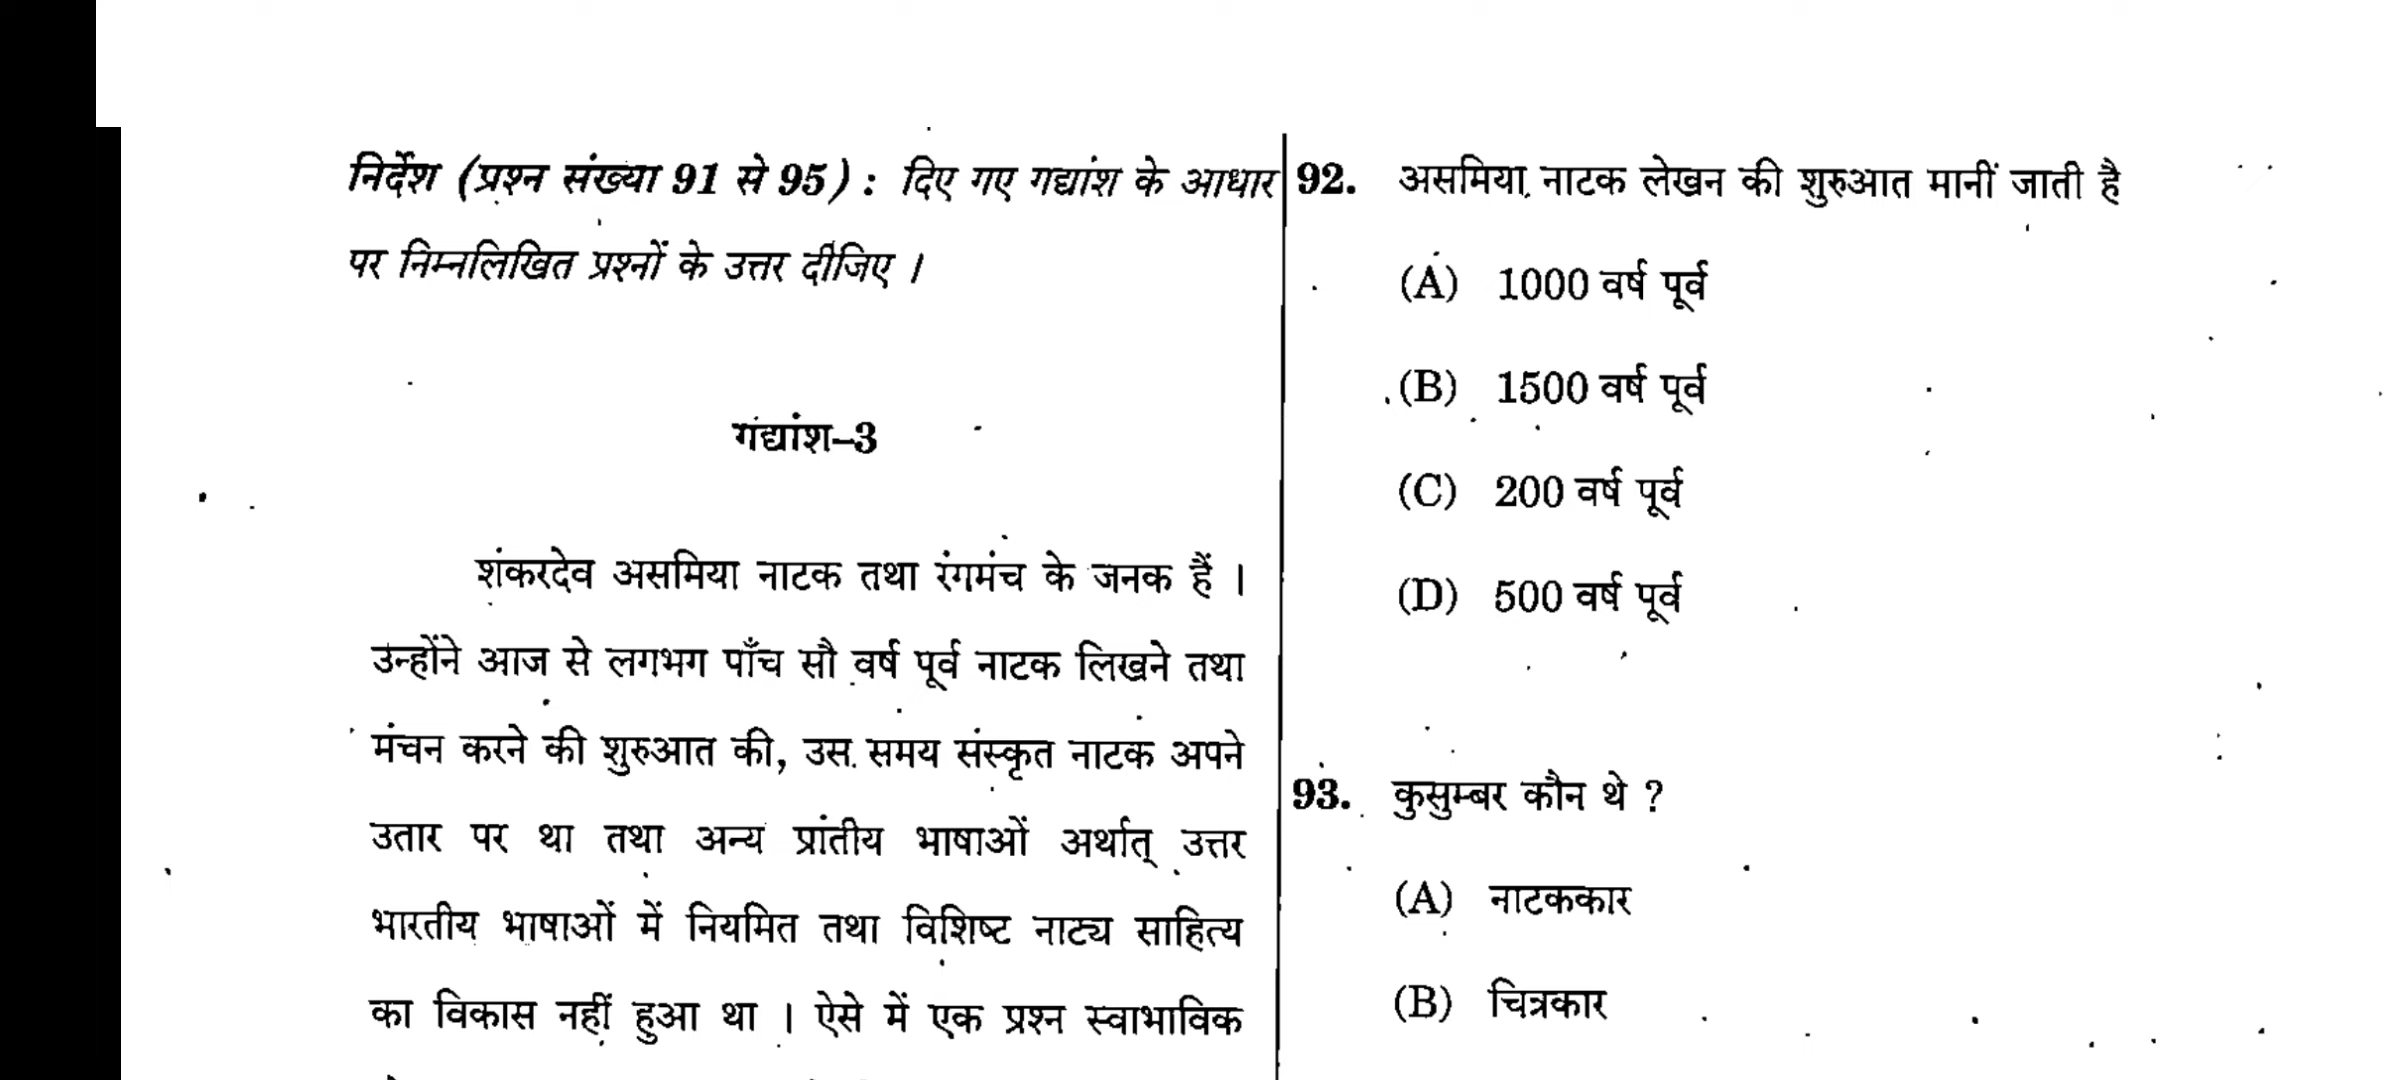 निर्देश (प्रश्न संख्या 91 से 95) : दिए गए गद्यांश के आधार
पर निम्नलिखित प्रश्नों के उत्तर दीजिए ।
गद्यांश–3
शंकरदेव असमिया नाटक तथा रंगमंच के जनक हैं ।
उन्होंने आज से लगभग पाँच सौ वर्ष पूर्व नाटक लिखने तथा
मंचन करने की शुरुआत की, उस समय संस्कृत नाटक अपने
उतार पर था तथा अन्य प्रांतीय भाषाओं अर्थात् उत्तर
भारतीय भाषाओं में नियमित तथा विशिष्ट नाट्य साहित्य
का विकास नहीं हुआ था । ऐसे में एक प्रश्न स्वाभाविक
92. असमिया नाटक लेखन की शुरुआत मानीं जाती है
(A) 1000 वर्ष पूर्व
(B) 1500 वर्ष पूर्व
(C) 200 वर्ष पूर्व
(D) 500 वर्ष पूर्व
93. कुसुम्बर कौन थे ?
(A) नाटककार
(B) चित्रकार